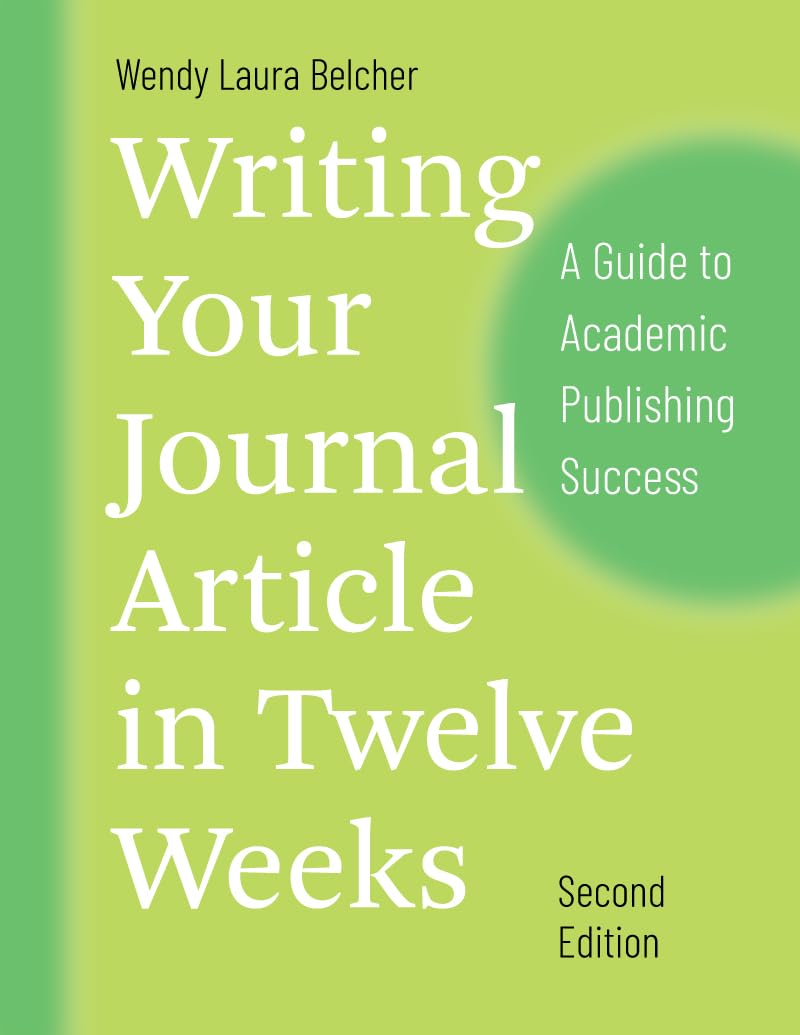 Wendy Laura Belcher
Writing
Your
Journal
Article
in Twelve
Weeks
A Guide to
Academic
Publishing
Success
Second
Edition